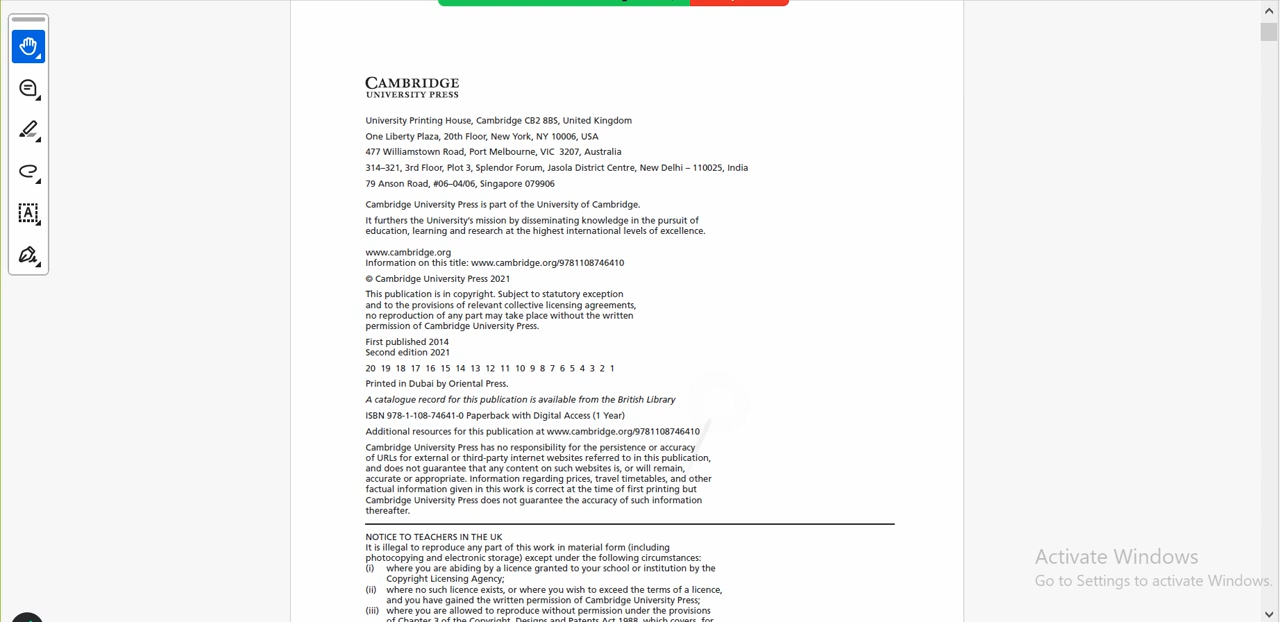 CAMBRIDGE
UNIVERSITY PRESS
University Printing House, Cambridge CB2 8BS, United Kingdom
One Liberty Plaza, 20th Floor, New York, NY 10006, USA
477 Williamstown Road, Port Melbourne, VIC 3207, Australia
314–321, 3rd Floor, Plot 3, Splendor Forum, Jasola District Centre, New Delhi – 110025, India
79 Anson Road, #06–04/06, Singapore 079906
Cambridge University Press is part of the University of Cambridge.
It furthers the University's mission by disseminating knowledge in the pursuit of
education, learning and research at the highest international levels of excellence.
www.cambridge.org
Information on this title: www.cambridge.org/9781108746410
© Cambridge University Press 2021
This publication is in copyright. Subject to statutory exception
and to the provisions of relevant collective licensing agreements,
no reproduction of any part may take place without the written
permission of Cambridge University Press.
First published 2014
Second edition 2021
20 19 18 17 16 15 14 13 12 11 10 9 8 7 6 5 4 3 2 1
Printed in Dubai by Oriental Press.
A catalogue record for this publication is available from the British Library
ISBN 978-1-108-74641-0 Paperback with Digital Access (1 Year)
Additional resources for this publication at www.cambridge.org/9781108746410
Cambridge University Press has no responsibility for the persistence or accuracy
of URLs for external or third-party internet websites referred to in this publication,
and does not guarantee that any content on such websites is, or will remain,
accurate or appropriate. Information regarding prices, travel timetables, and other
factual information given in this work is correct at the time of first printing but
Cambridge University Press does not guarantee the accuracy of such information
thereafter.
NOTICE TO TEACHERS IN THE UK
It is illegal to reproduce any part of this work in material form (including
photocopying and electronic storage) except under the following circumstances:
(i) where you are abiding by a licence granted to your school or institution by the
Copyright Licensing Agency;
(ii) where no such licence exists, or where you wish to exceed the terms of a licence,
and you have gained the written permission of Cambridge University Press;
(iii) where you are allowed to reproduce without permission under the provisions
of Chapter 3 of the Copyright, Designs and Patents Act 1988, which covers, for
Activate Windows
Go to Settings to activate Windows.